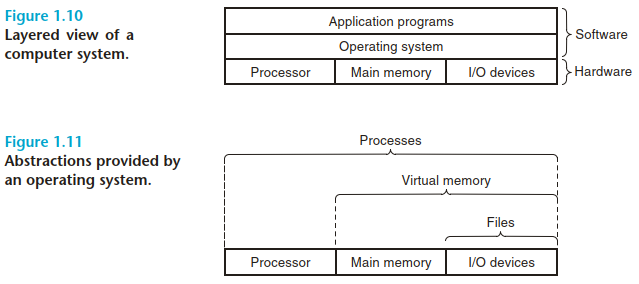 Figure 1.10
Layered view of a
computer system.
Application programs
Operating system
Processor
Main memory
I/O devices
Software
Hardware
Figure 1.11
Abstractions provided by
an operating system.
Processes
Virtual memory
Files
Processor
Main memory
I/O devices